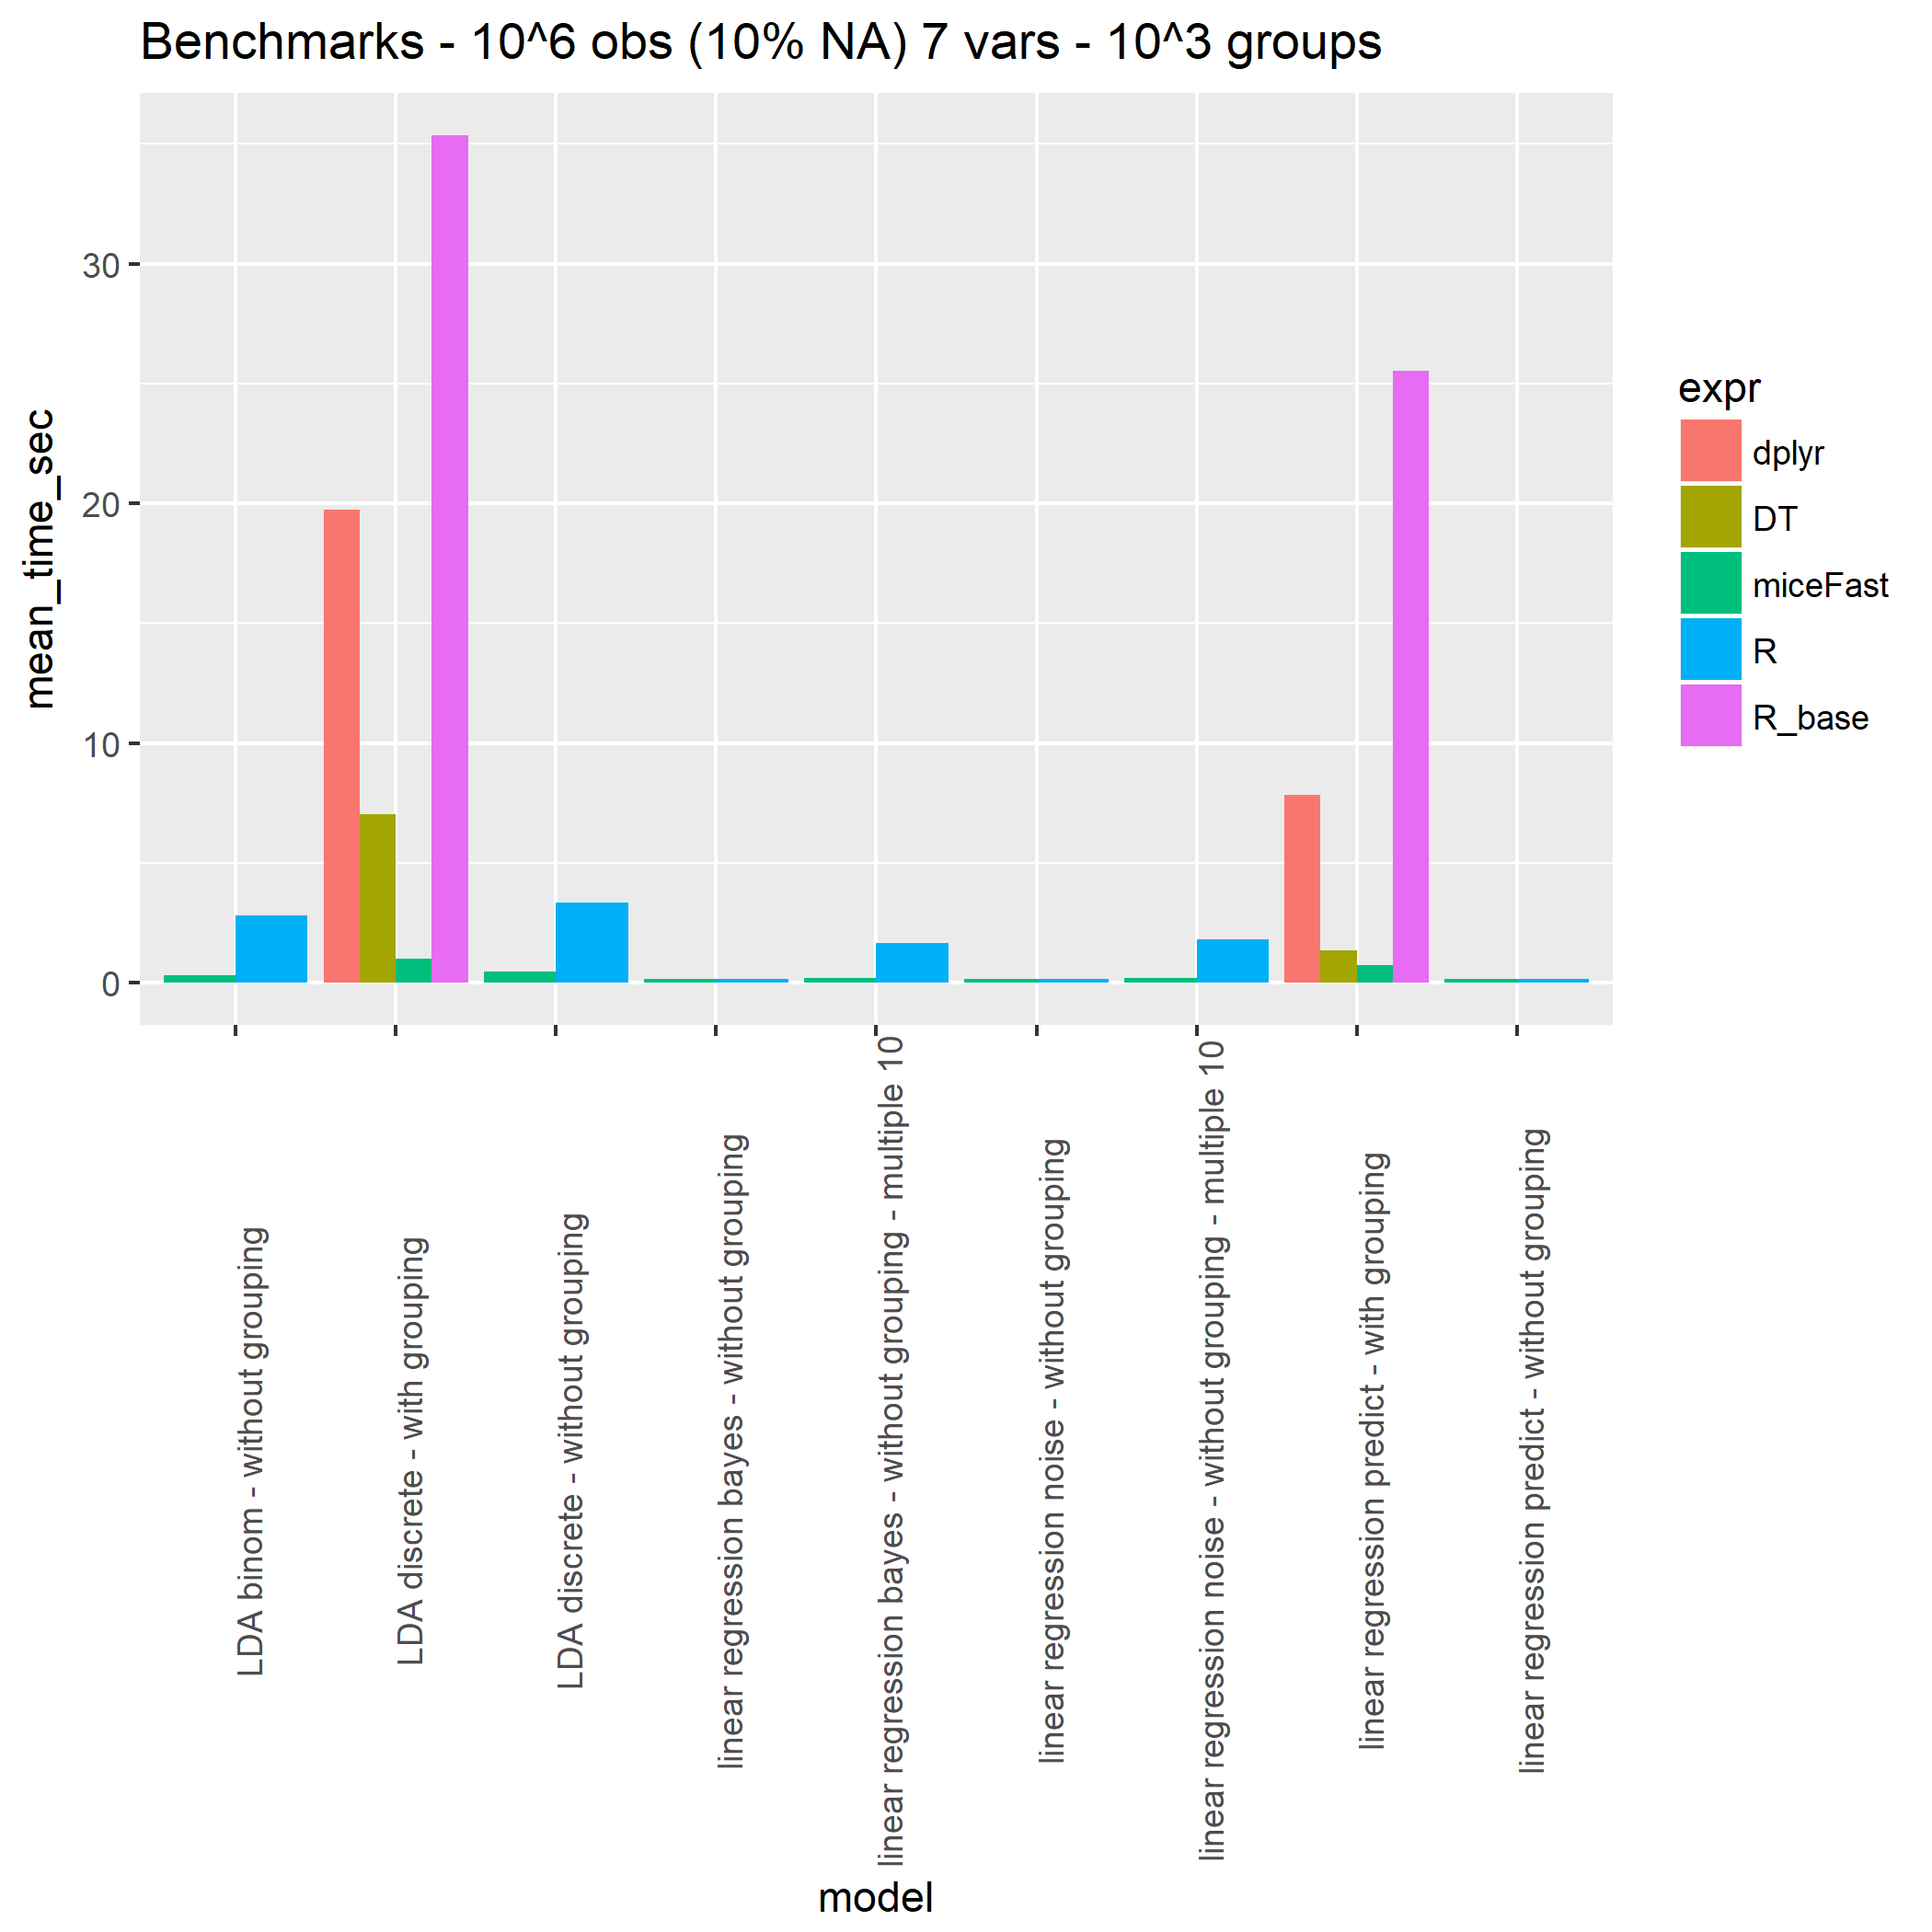 Benchmarks - 10^6 obs (10% NA) 7 vars - 10^3 groups
mean_time_sec
30
20
10
0
expr
dplyr
DT
miceFast
R
R_base
LDA binom - without grouping
LDA discrete - with grouping
LDA discrete - without grouping
linear regression bayes - without grouping
linear regression bayes - without grouping - multiple 10
linear regression noise - without grouping
linear regression noise - without grouping - multiple 10
linear regression predict - with grouping
linear regression predict - without grouping
model